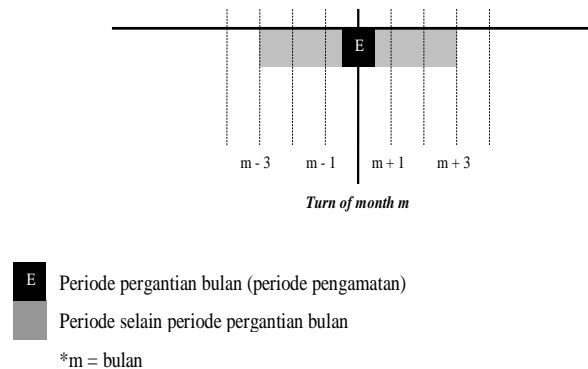 E
m - 3 m - 1 m + 1 m + 3
Turn of month m
E Periode pergantian bulan (periode pengamatan)
Periode selain periode pergantian bulan
*m = bulan